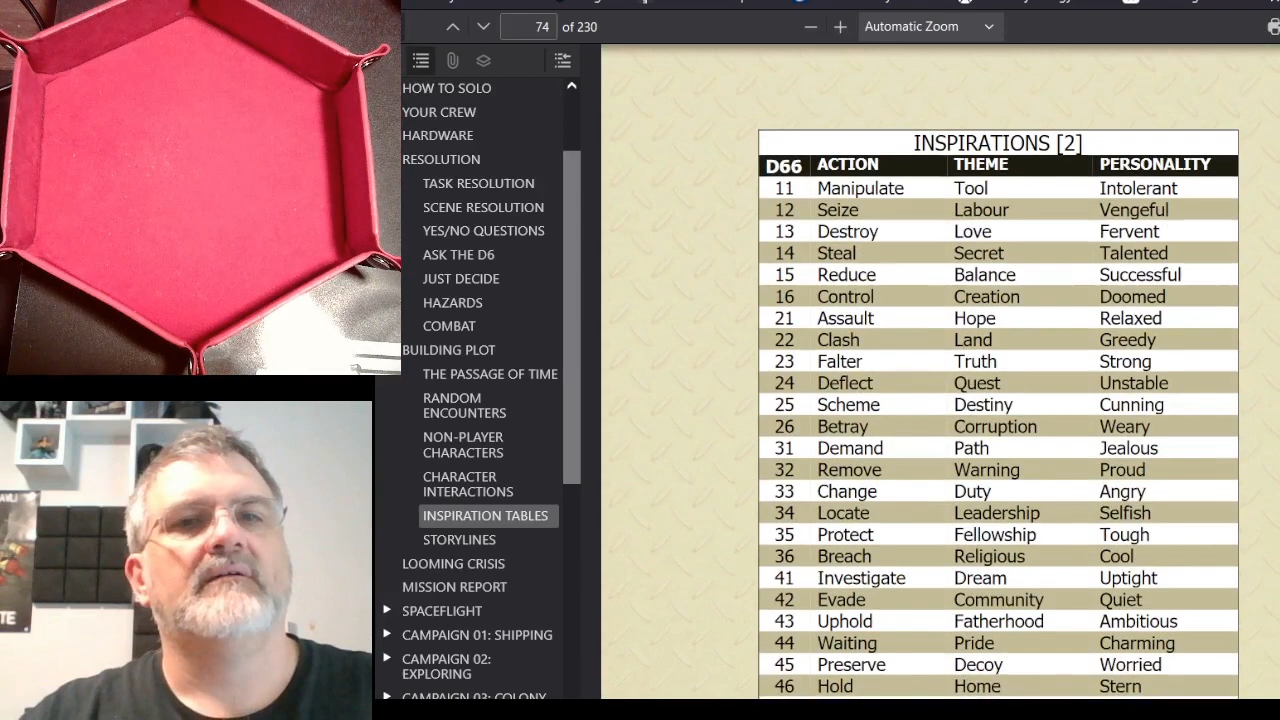 74 of 230
Automatic Zoom
HOW TO SOLO
YOUR CREW
HARDWARE
RESOLUTION
TASK RESOLUTION
SCENE RESOLUTION
YES/NO QUESTIONS
ASK THE D6
JUST DECIDE
HAZARDS
COMBAT
BUILDING PLOT
THE PASSAGE OF TIME
RANDOM
ENCOUNTERS
NON-PLAYER
CHARACTERS
CHARACTER
INTERACTIONS
INSPIRATION TABLES
STORYLINES
LOOMING CRISIS
MISSION REPORT
SPACEFLIGHT
CAMPAIGN 01: SHIPPING
CAMPAIGN 02:
EXPLORING
CAMPAIGN 03: COLONY
INSPIRATIONS [2]
D66 ACTION THEME PERSONALITY
11 Manipulate Tool Intolerant
12 Seize Labour Vengeful
13 Destroy Love Fervent
14 Steal Secret Talented
15 Reduce Balance Successful
16 Control Creation Doomed
21 Assault Hope Relaxed
22 Clash Land Greedy
23 Falter Truth Strong
24 Deflect Quest Unstable
25 Scheme Destiny Cunning
26 Betray Corruption Weary
31 Demand Path Jealous
32 Remove Warning Proud
33 Change Duty Angry
34 Locate Leadership Selfish
35 Protect Fellowship Tough
36 Breach Religious Cool
41 Investigate Dream Uptight
42 Evade Community Quiet
43 Uphold Fatherhood Ambitious
44 Waiting Pride Charming
45 Preserve Decoy Worried
46 Hold Home Stern